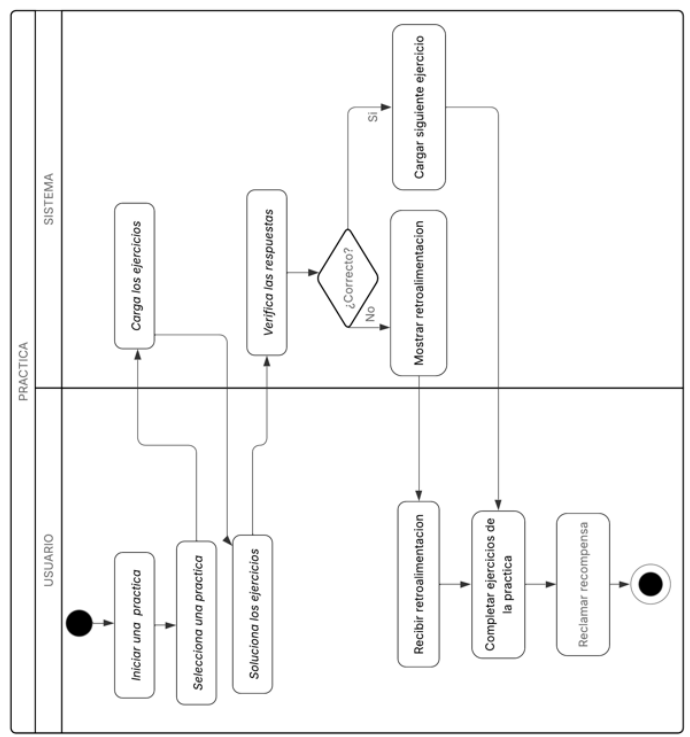 PRACTICA
USUARIO
SISTEMA
Iniciar una practica
Selecciona una practica
Carga los ejercicios
Soluciona los ejercicios
Verifica las respuestas
¿Correcto?
No
Si
Mostrar retroalimentacion
Cargar siguiente ejercicio
Recibir retroalimentacion
Completar ejercicios de
la practica
Reclamar recompensa